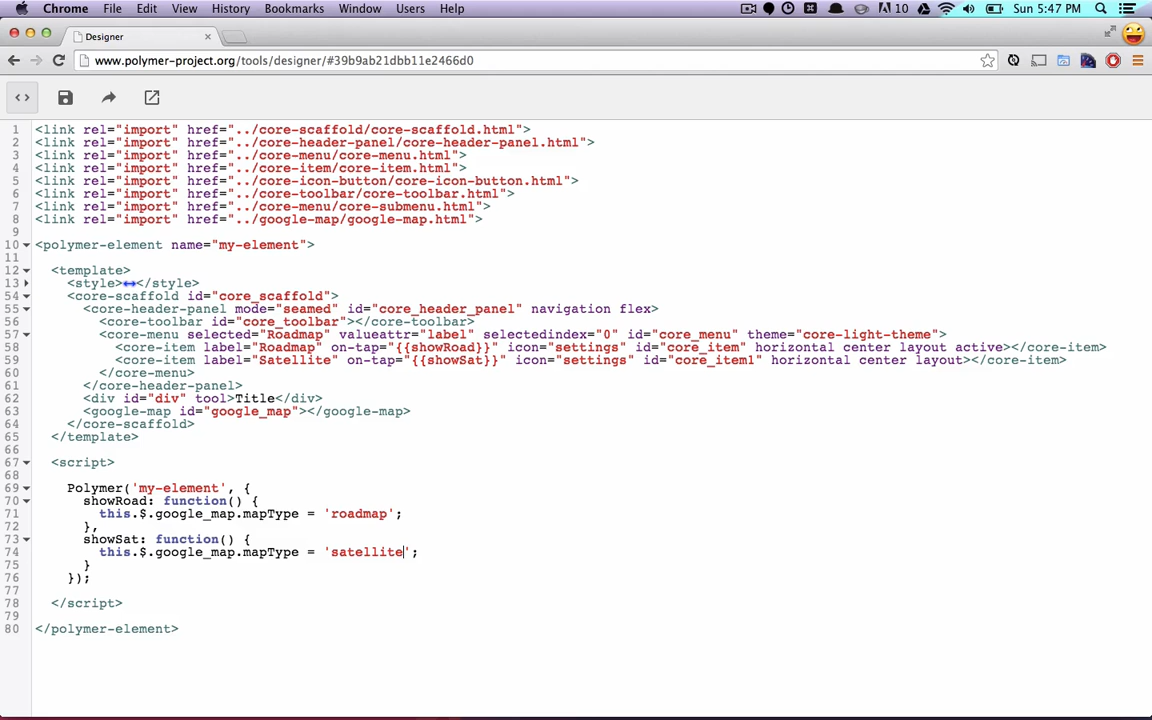 Chrome File Edit View History Bookmarks Window Users Help 10 Sun 5:47 PM
Designer
www.polymer-project.org/tools/designer/#39b9ab21dbb11e2466d0
1 <link rel="import" href="../core-scaffold/core-scaffold.html">
2 <link rel="import" href="../core-header-panel/core-header-panel.html">
3 <link rel="import" href="../core-menu/core-menu.html">
4 <link rel="import" href="../core-item/core-item.html">
5 <link rel="import" href="../core-icon-button/core-icon-button.html">
6 <link rel="import" href="../core-toolbar/core-toolbar.html">
7 <link rel="import" href="../core-menu/core-submenu.html">
8 <link rel="import" href="../google-map/google-map.html">
9
10 <polymer-element name="my-element">
11
12 <template>
13 <style></style>
54 <core-scaffold id="core_scaffold">
55 <core-header-panel mode="seamed" id="core_header_panel" navigation flex>
56 <core-toolbar id="core_toolbar"></core-toolbar>
57 <core-menu selected="Roadmap" valueattr="label" selectedindex="0" id="core_menu" theme="core-light-theme">
58 <core-item label="Roadmap" on-tap="{{showRoad}}" icon="settings" id="core_item" horizontal center layout active></core-item>
59 <core-item label="Satellite" on-tap="{{showSat}}" icon="settings" id="core_item1" horizontal center layout></core-item>
60 </core-menu>
61 </core-header-panel>
62 <div id="div" tool>Title</div>
63 <google-map id="google_map"></google-map>
64 </core-scaffold>
65 </template>
66
67 <script>
68
69 Polymer('my-element', {
70 showRoad: function() {
71 this.$.google_map.mapType = 'roadmap';
72 },
73 showSat: function() {
74 this.$.google_map.mapType = 'satellite';
75 }
76 });
77
78 </script>
79
80 </polymer-element>